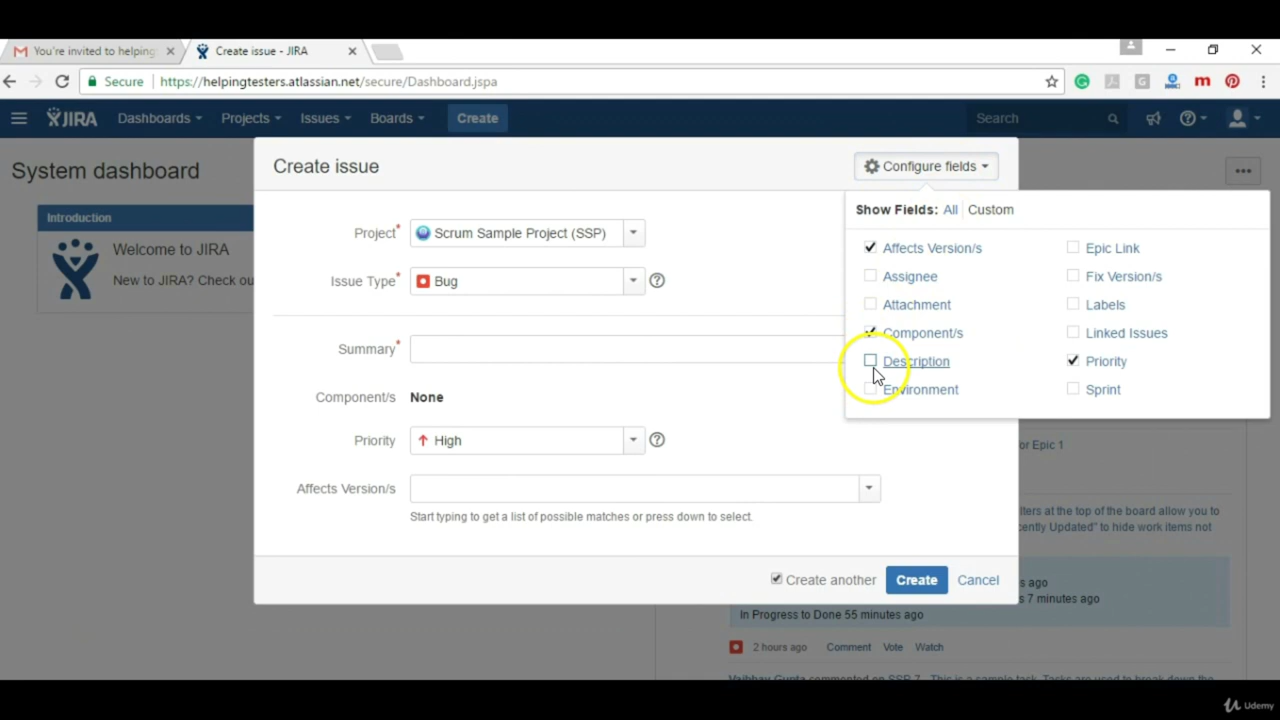 You're invited to helping
Create issue - JIRA
Secure
https://helpingtesters.atlassian.net/secure/Dashboard.jspa
JIRA
Dashboards
Projects
Issues
Boards
Create
Search
System dashboard
Introduction
Welcome to JIRA
New to JIRA? Check ou
Create issue
Configure fields
Show Fields: All Custom
Affects Version/s
Epic Link
Assignee
Fix Version/s
Attachment
Labels
Component/s
Linked Issues
Description
Priority
Environment
Sprint
Project*
Scrum Sample Project (SSP)
Issue Type*
Bug
Summary*
Component/s
None
Priority
High
Affects Version/s
Start typing to get a list of possible matches or press down to select.
Create another
Create
Cancel
or Epic 1
lters at the top of the board allow you to
cently Updated" to hide work items not
s ago
s 7 minutes ago
In Progress to Done 55 minutes ago
2 hours ago
Comment
Vote
Watch
Vaibhav Gupta commented on SSP-7 - This is a sample task. Tasks are used to break down the
Udemy